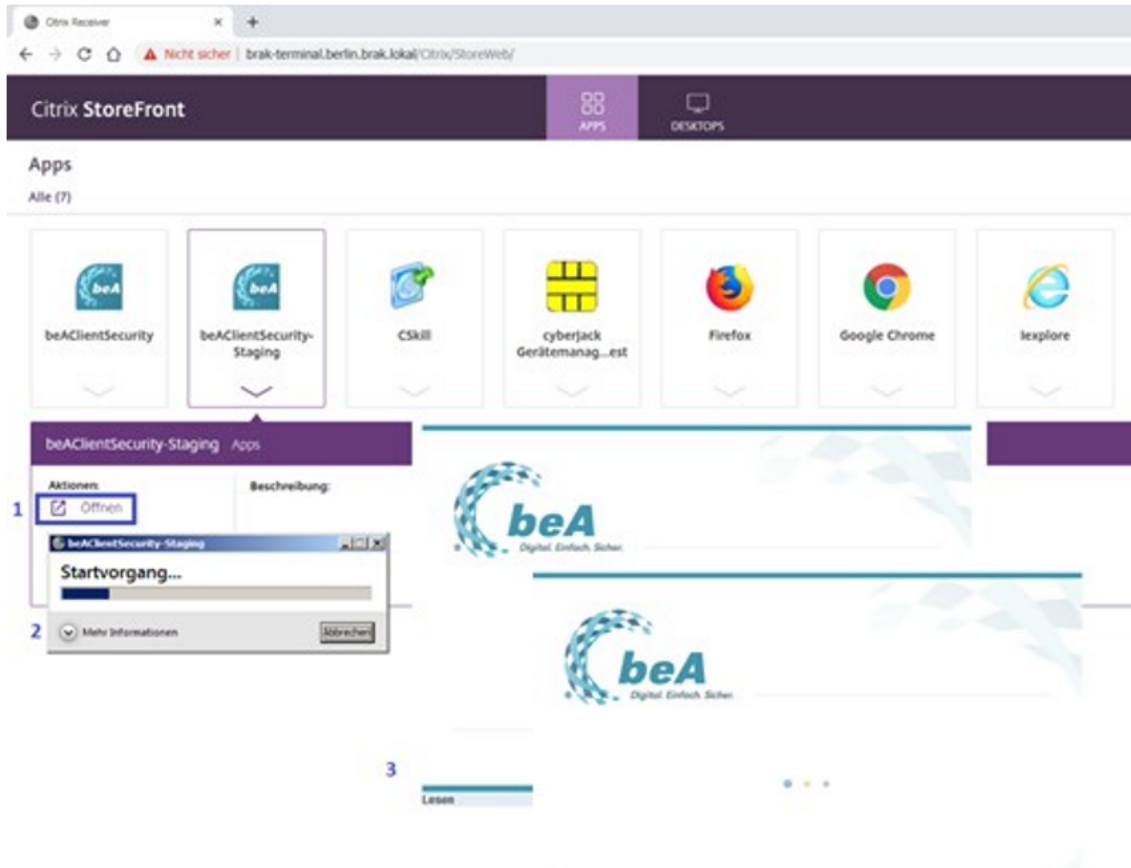 Citrix Receiver
Nicht sicher | brak-terminal.berlin.brak.lokal/Citrix/StoreWeb/
Citrix StoreFront
APPS
DESKTOPS
Apps
Alle (7)
beA
beAClientSecurity
beA
beAClientSecurity-
Staging
CSkill
cyberJack
Gerätemanag...est
Firefox
Google Chrome
Iexplore
beAClientSecurity-Staging Apps
Aktionen:
Beschreibung:
1
Öffnen
beAClientSecurity-Staging
Startvorgang...
2
Mehr Informationen
Abbrechen
beA
Digital. Einfach. Sicher.
beA
Digital. Einfach. Sicher.
3
Lesen